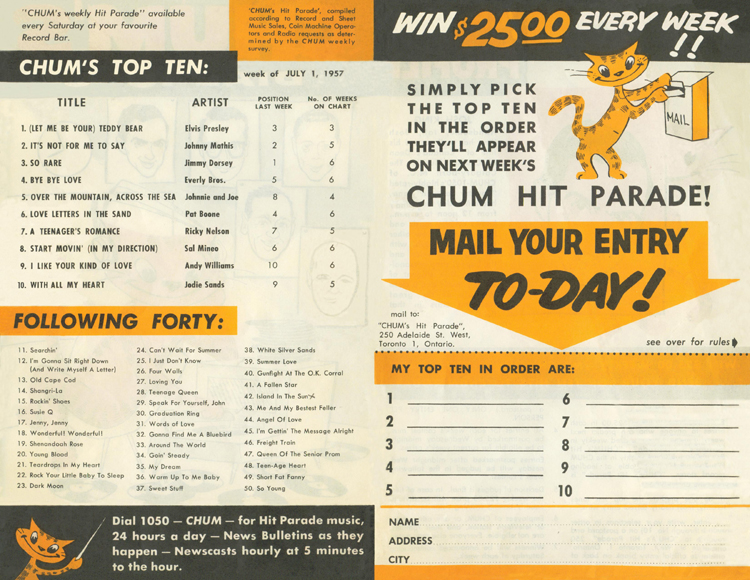 "CHUM's weekly Hit Parade" available
every Saturday at your favourite
Record Bar.
'CHUM's Hit Parade', compiled
according to Record and Sheet
Music Sales, Coin Machine Opera-
tors and Radio requests as deter-
mined by the CHUM weekly
survey.
CHUM'S TOP TEN:
week of JULY 1, 1957
TITLE ARTIST POSITION LAST WEEK No. OF WEEKS ON CHART
1. (LET ME BE YOUR) TEDDY BEAR Elvis Presley 3 3
2. IT'S NOT FOR ME TO SAY Johnny Mathis 2 5
3. SO RARE Jimmy Dorsey 1 6
4. BYE BYE LOVE Everly Bros. 5 6
5. OVER THE MOUNTAIN, ACROSS THE SEA Johnnie and Joe 8 4
6. LOVE LETTERS IN THE SAND Pat Boone 4 6
7. A TEENAGER'S ROMANCE Ricky Nelson 7 5
8. START MOVIN' (IN MY DIRECTION) Sal Mineo 6 6
9. I LIKE YOUR KIND OF LOVE Andy Williams 10 6
10. WITH ALL MY HEART Jodie Sands 9 5
FOLLOWING FORTY:
11. Searchin'
12. I'm Gonna Sit Right Down
(And Write Myself A Letter)
13. Old Cape Cod
14. Shangri-La
15. Rockin' Shoes
16. Susie Q
17. Jenny, Jenny
18. Wonderful! Wonderful!
19. Shenandoah Rose
20. Young Blood
21. Teardrops In My Heart
22. Rock Your Little Baby To Sleep
23. Dark Moon
24. Can't Wait For Summer
25. I Just Don't Know
26. Four Walls
27. Loving You
28. Teenage Queen
29. Speak For Yourself, John
30. Graduation Ring
31. Words of Love
32. Gonna Find Me A Bluebird
33. Around The World
34. Goin' Steady
35. My Dream
36. Warm Up To Me Baby
37. Sweet Stuff
38. White Silver Sands
39. Summer Love
40. Gunfight At The O.K. Corral
41. A Fallen Star
42. Island In The Sun
43. Me And My Bestest Feller
44. Angel Of Love
45. I'm Gettin' The Message Alright
46. Freight Train
47. Queen Of The Senior Prom
48. Teen-Age Heart
49. Short Fat Fanny
50. So Young
Dial 1050 — CHUM — for Hit Parade music,
24 hours a day — News Bulletins as they
happen — Newscasts hourly at 5 minutes
to the hour.
WIN $2500 EVERY WEEK!!
SIMPLY PICK
THE TOP TEN
IN THE ORDER
THEY'LL APPEAR
ON NEXT WEEK'S
MAIL
CHUM HIT PARADE!
MAIL YOUR ENTRY
TO-DAY!
mail to:
"CHUM's Hit Parade",
250 Adelaide St. West,
Toronto 1, Ontario.
see over for rules
MY TOP TEN IN ORDER ARE:
1 6
2 7
3 8
4 9
5 10
NAME
ADDRESS
CITY